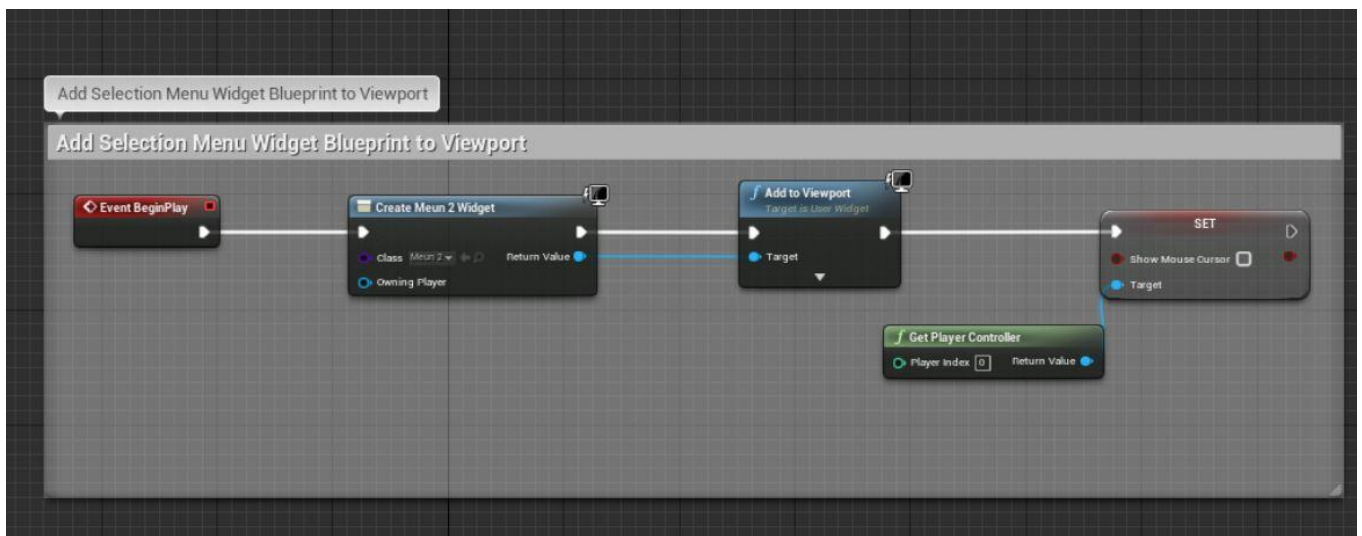 Add Selection Menu Widget Blueprint to Viewport
Add Selection Menu Widget Blueprint to Viewport
Event BeginPlay
Create Meun 2 Widget
Class Meun 2 Return Value
Owning Player
f Add to Viewport
Target is User Widget
Target
SET
Show Mouse Cursor
Target
f Get Player Controller
Player Index 0 Return Value